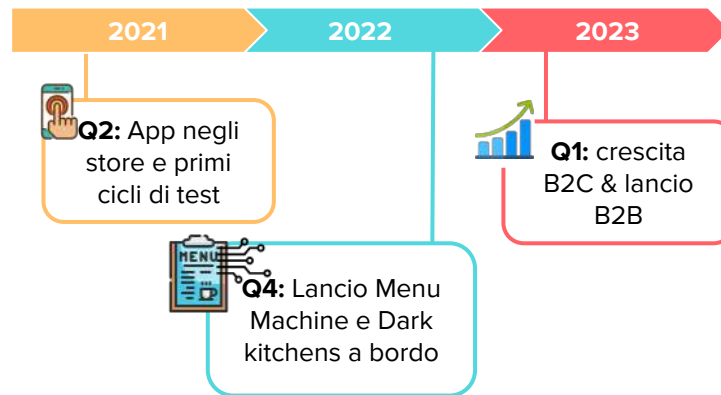 2021
2022
2023
Q2: App negli
store e primi
cicli di test
Q1: crescita
B2C & lancio
B2B
MENU
Q4: Lancio Menu
Machine e Dark
kitchens a bordo